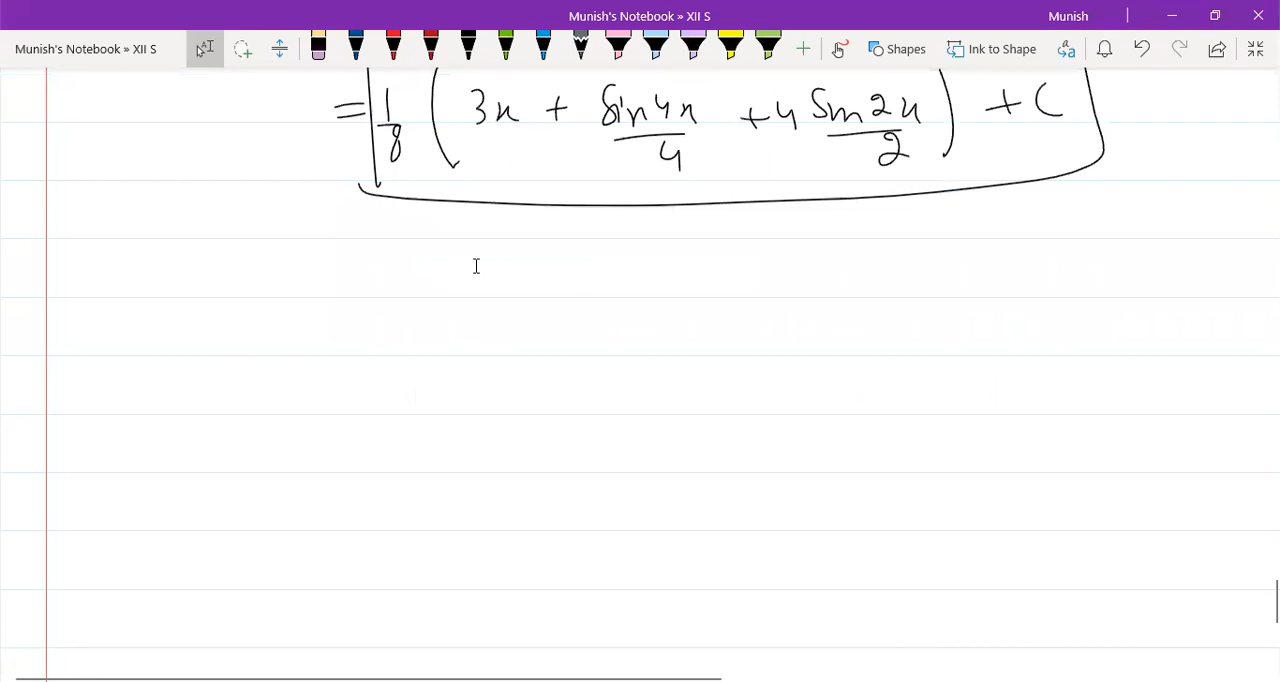 Munish's Notebook » XII S
Munish
Munish's Notebook » XII S
Shapes
Ink to Shape
= 1/8 ( 3x + sin4x/4 + 4 sin2x/2 ) + C